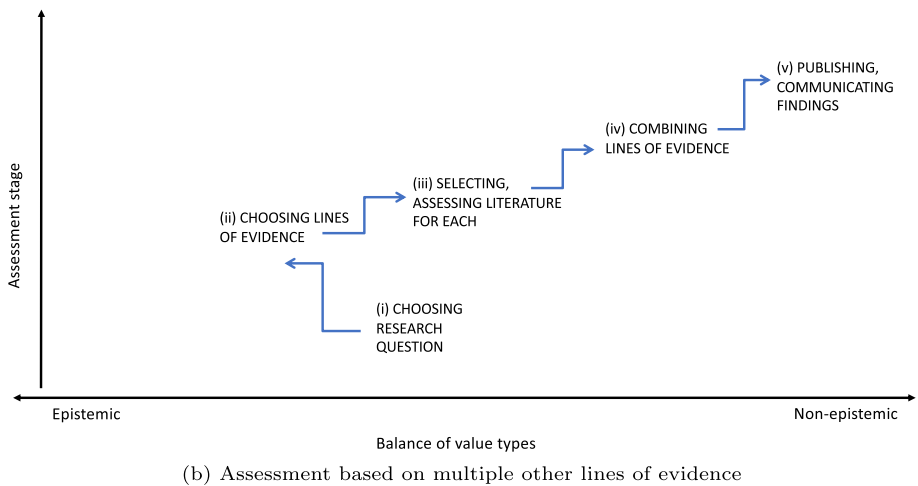 (v) PUBLISHING,
COMMUNICATING
FINDINGS
(iv) COMBINING
LINES OF EVIDENCE
(iii) SELECTING,
ASSESSING LITERATURE
FOR EACH
(ii) CHOOSING LINES
OF EVIDENCE
(i) CHOOSING
RESEARCH
QUESTION
Assessment stage
Epistemic
Non-epistemic
Balance of value types
(b) Assessment based on multiple other lines of evidence